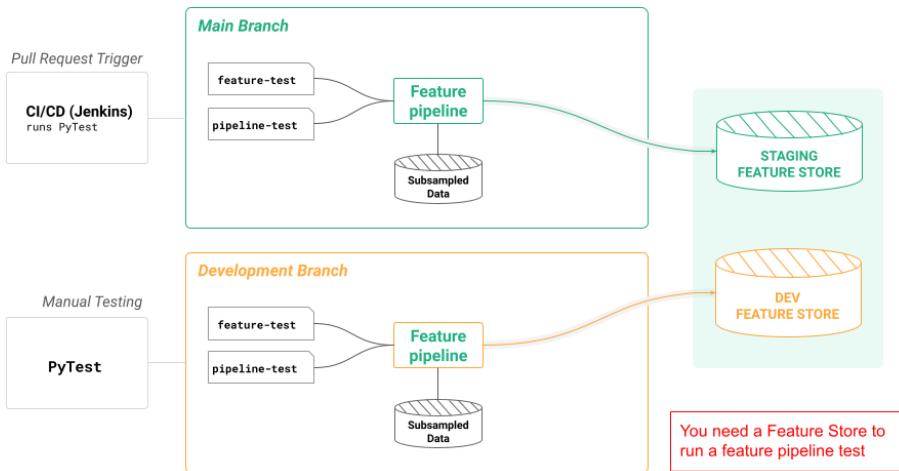 Main Branch
Pull Request Trigger
CI/CD (Jenkins)
runs PyTest
feature-test
pipeline-test
Feature
pipeline
Subsampled
Data
STAGING
FEATURE STORE
Development Branch
Manual Testing
PyTest
feature-test
pipeline-test
Feature
pipeline
Subsampled
Data
DEV
FEATURE STORE
You need a Feature Store to
run a feature pipeline test